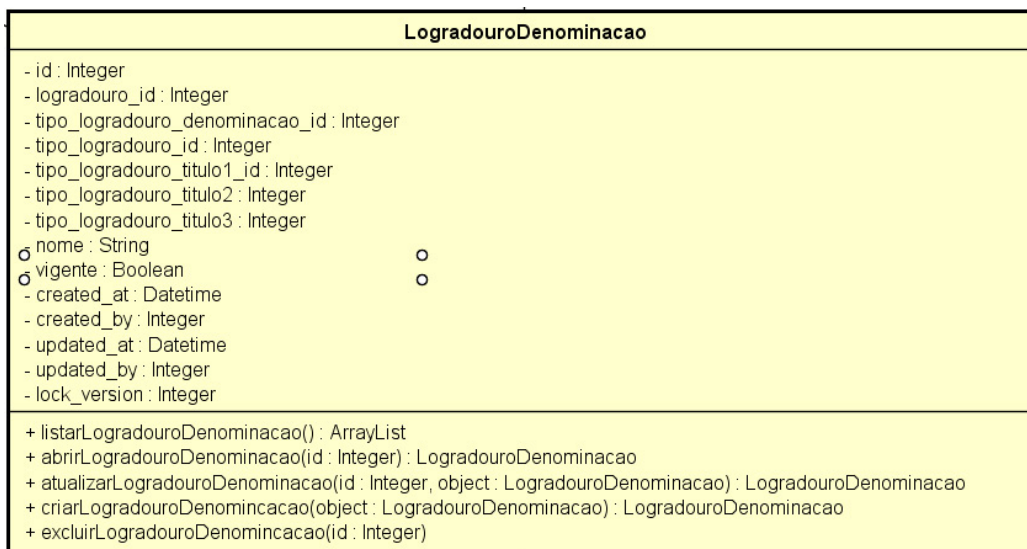 LogradouroDenominacao
- id : Integer
- logradouro_id : Integer
- tipo_logradouro_denominacao_id : Integer
- tipo_logradouro_id : Integer
- tipo_logradouro_titulo1_id : Integer
- tipo_logradouro_titulo2 : Integer
- tipo_logradouro_titulo3 : Integer
- nome : String
- vigente : Boolean
- created_at : Datetime
- created_by : Integer
- updated_at : Datetime
- updated_by : Integer
- lock_version : Integer
+ listarLogradouroDenominacao() : ArrayList
+ abrirLogradouroDenominacao(id : Integer) : LogradouroDenominacao
+ atualizarLogradouroDenominacao(id : Integer, object : LogradouroDenominacao) : LogradouroDenominacao
+ criarLogradouroDenomincacao(object : LogradouroDenominacao) : LogradouroDenominacao
+ excluirLogradouroDenomincacao(id : Integer)